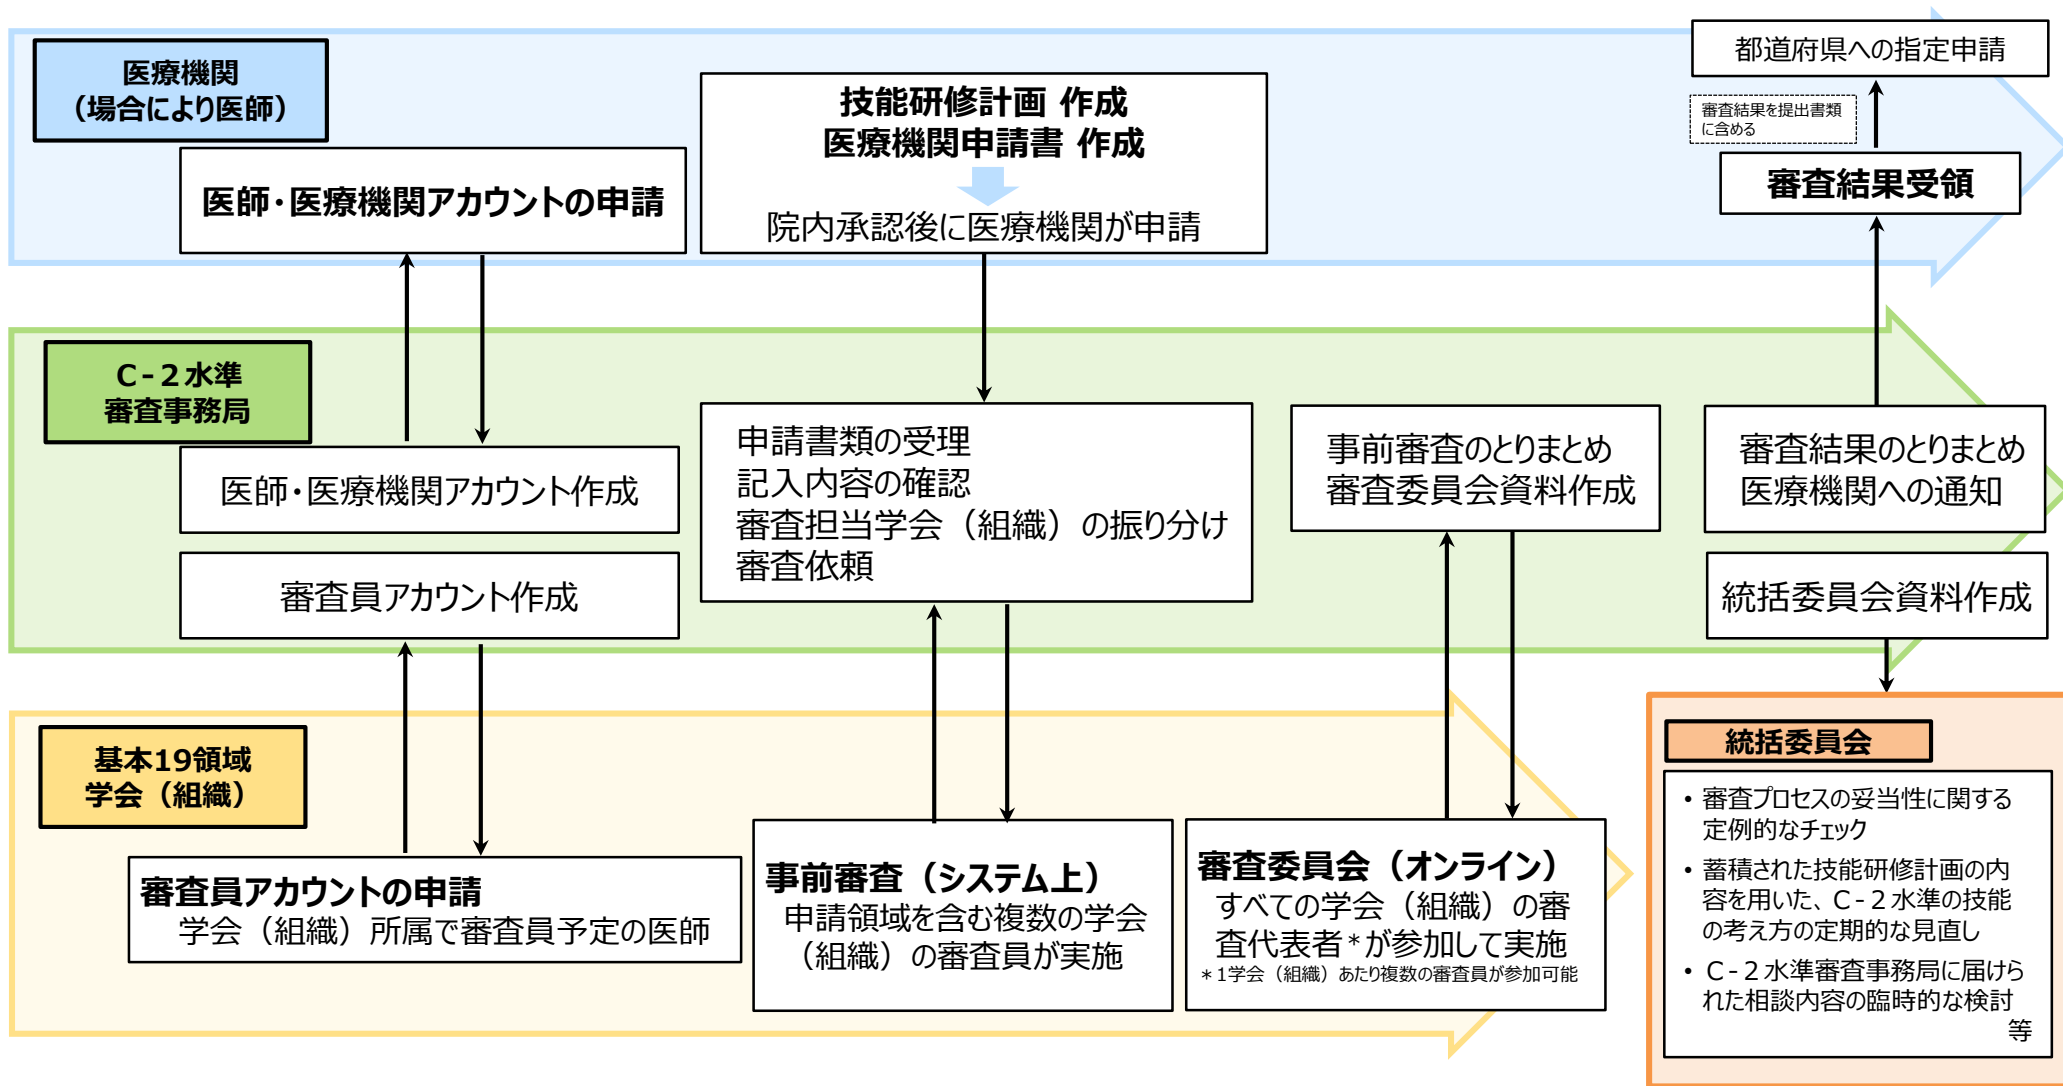 医療機関
（場合により医師）
医師・医療機関アカウントの申請
技能研修計画 作成
医療機関申請書 作成
院内承認後に医療機関が申請
都道府県への指定申請
審査結果を提出書類
に含める
審査結果受領
C-2水準
審査事務局
医師・医療機関アカウント作成
審査員アカウント作成
申請書類の受理
記入内容の確認
審査担当学会（組織）の振り分け
審査依頼
事前審査のとりまとめ
審査委員会資料作成
審査結果のとりまとめ
医療機関への通知
統括委員会資料作成
基本19領域
学会（組織）
審査員アカウントの申請
学会（組織）所属で審査員予定の医師
事前審査（システム上）
申請領域を含む複数の学会
（組織）の審査員が実施
審査委員会（オンライン）
すべての学会（組織）の審
査代表者*が参加して実施
*1学会（組織）あたり複数の審査員が参加可能
統括委員会
• 審査プロセスの妥当性に関する
定例的なチェック
• 蓄積された技能研修計画の内
容を用いた、C-2水準の技能
の考え方の定期的な見直し
• C-2水準審査事務局に届けら
れた相談内容の臨時的な検討
等